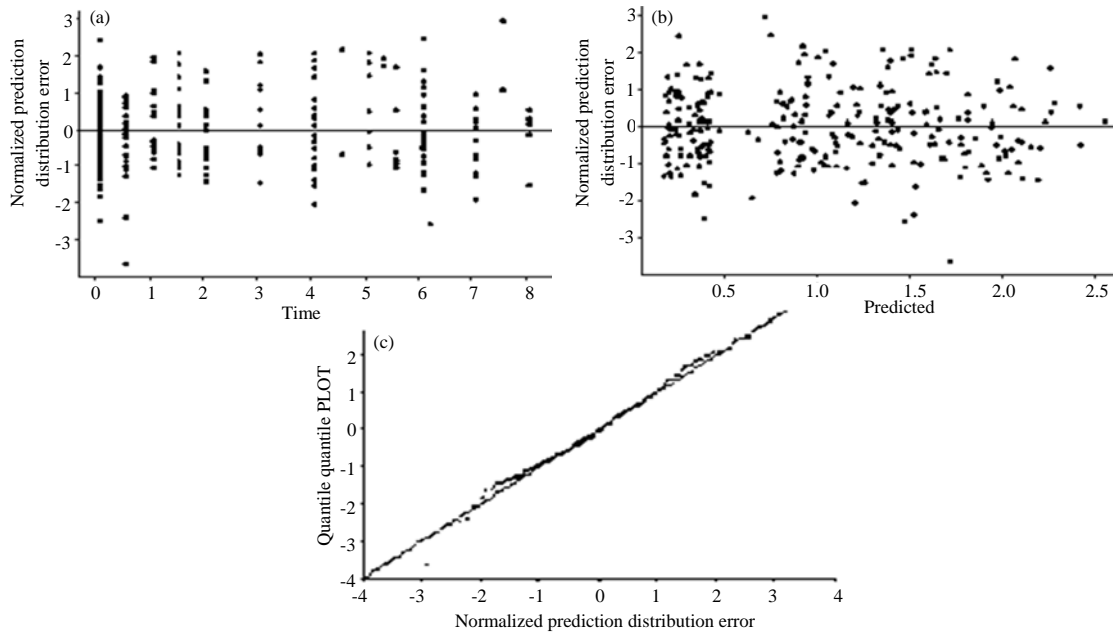 (a)
Normalized prediction
distribution error
3
2
1
0
-1
-2
-3
0 1 2 3 4 5 6 7 8
Time
(b)
Normalized prediction
distribution error
3
2
1
0
-1
-2
-3
0.5 1.0 1.5 2.0 2.5
Predicted
(c)
Quantile quantile PLOT
2
1
0
-1
-2
-3
-4
-4 -3 -2 -1 0 1 2 3 4
Normalized prediction distribution error